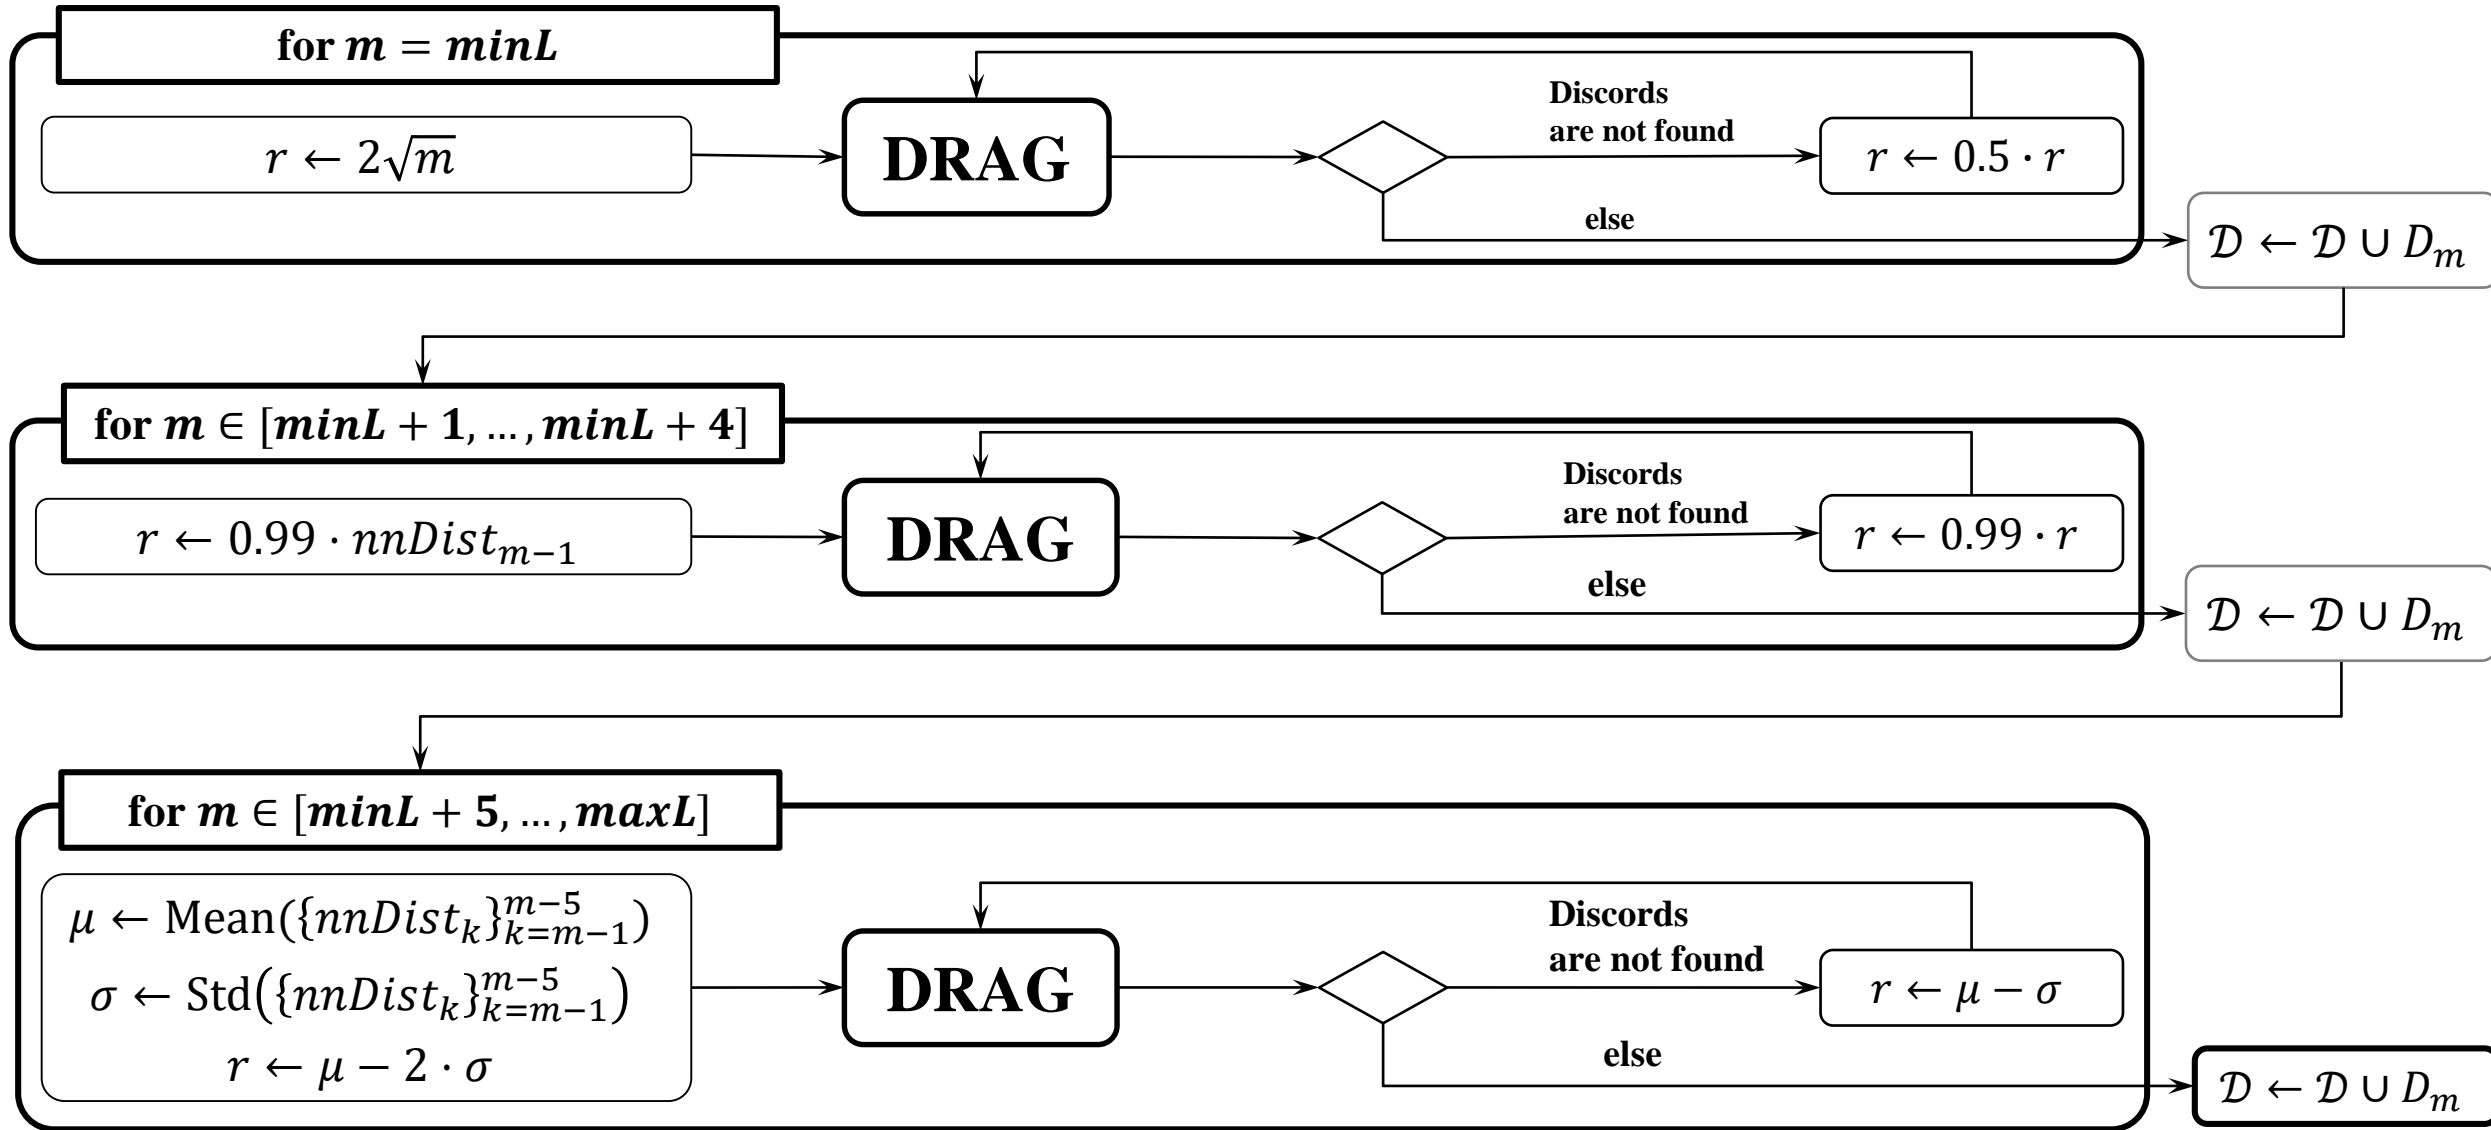 for m = minL
r ← 2√m
DRAG
Discords
are not found
r ← 0.5 · r
else
𝒟 ← 𝒟 ∪ D_m
for m ∈ [minL + 1, … , minL + 4]
r ← 0.99 · nnDist_{m−1}
DRAG
Discords
are not found
r ← 0.99 · r
else
𝒟 ← 𝒟 ∪ D_m
for m ∈ [minL + 5, … , maxL]
μ ← Mean({nnDist_k}_{k=m−1}^{m−5})
σ ← Std({nnDist_k}_{k=m−1}^{m−5})
r ← μ − 2 · σ
DRAG
Discords
are not found
r ← μ − σ
else
𝒟 ← 𝒟 ∪ D_m